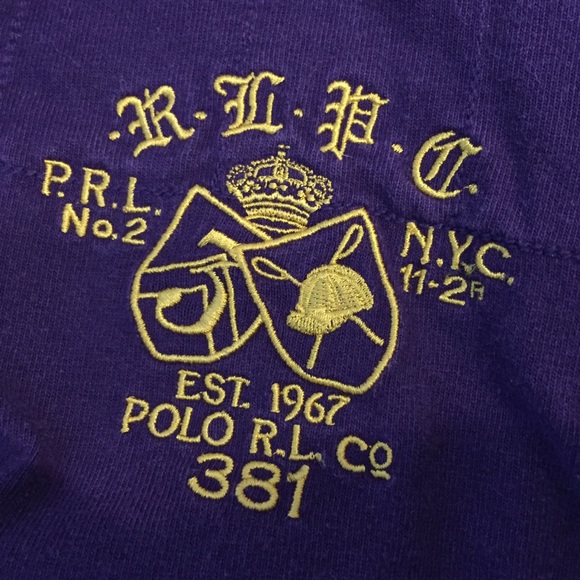 ·R·L·P·C.
P.R.L.
No.2
N.Y.C.
11-2R
EST. 1967
POLO R.L. CO
381